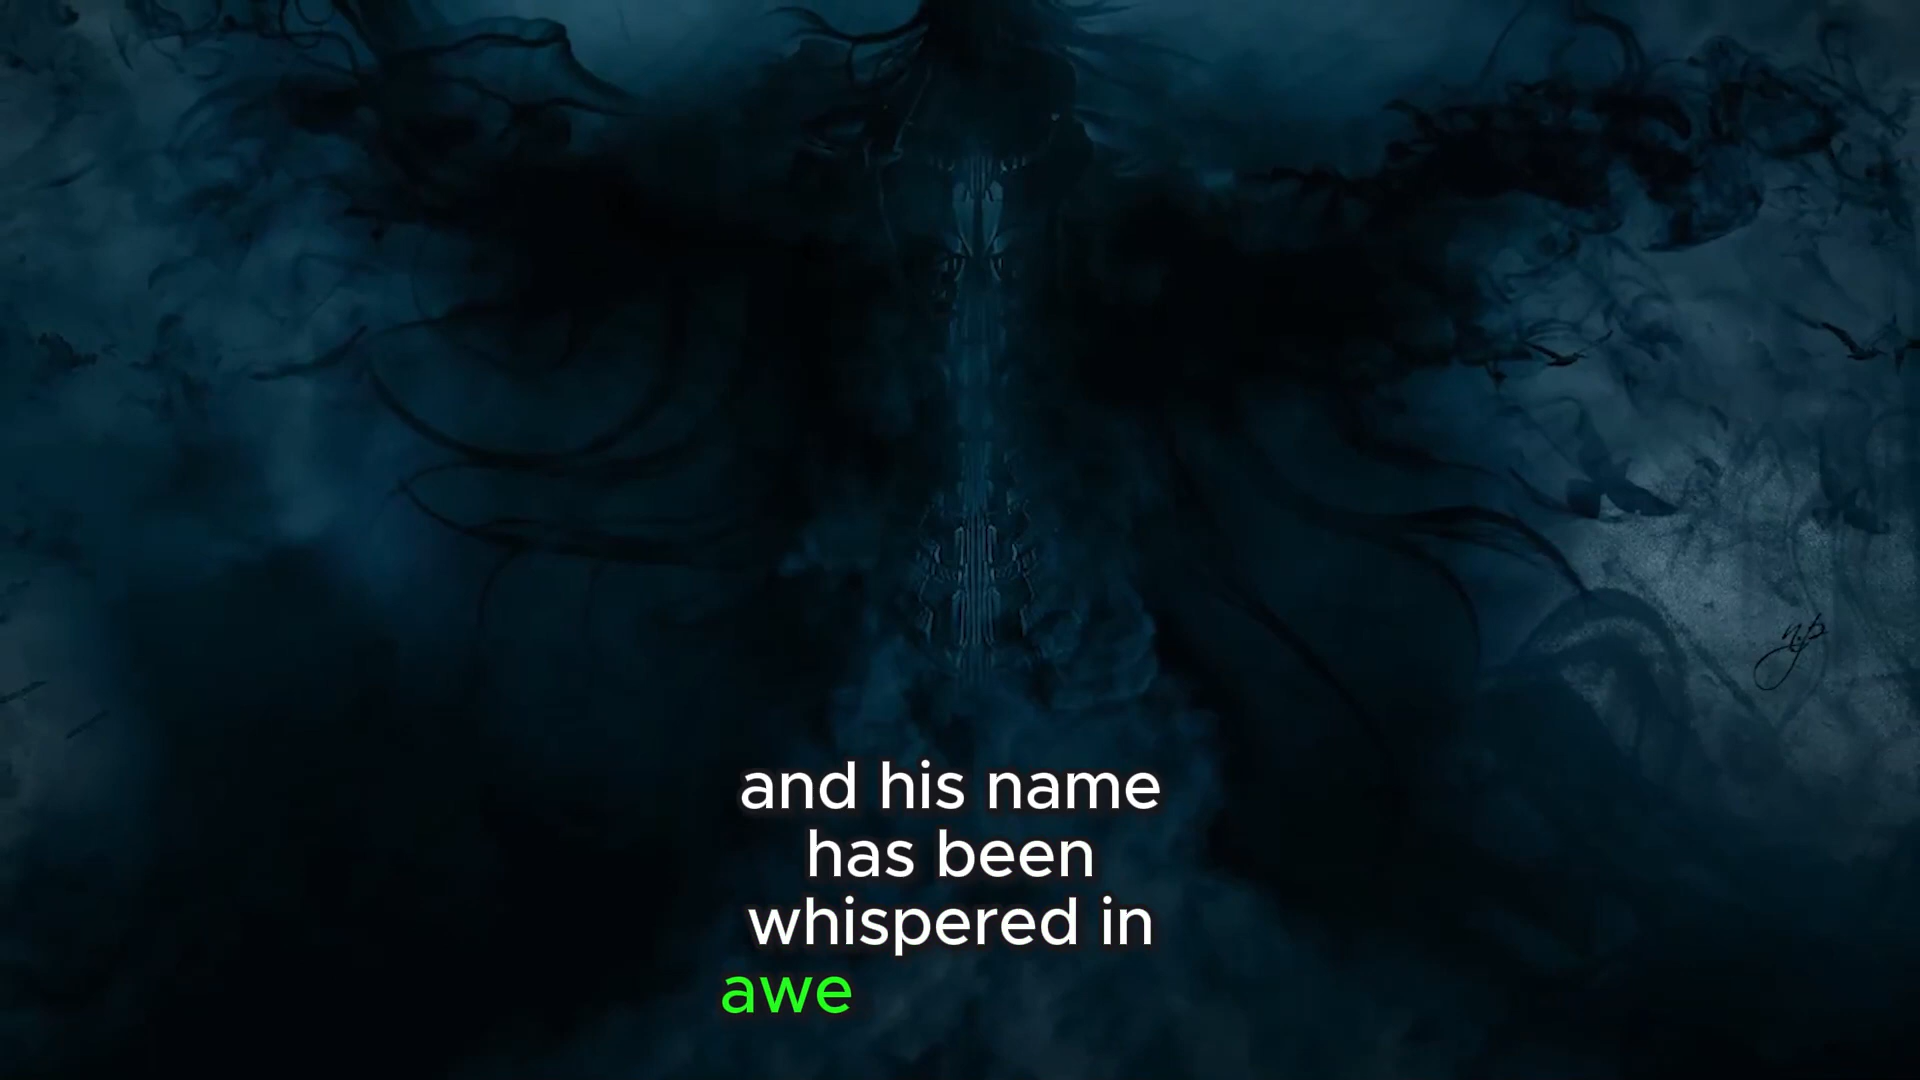 and his name
has been
whispered in
awe
n.p